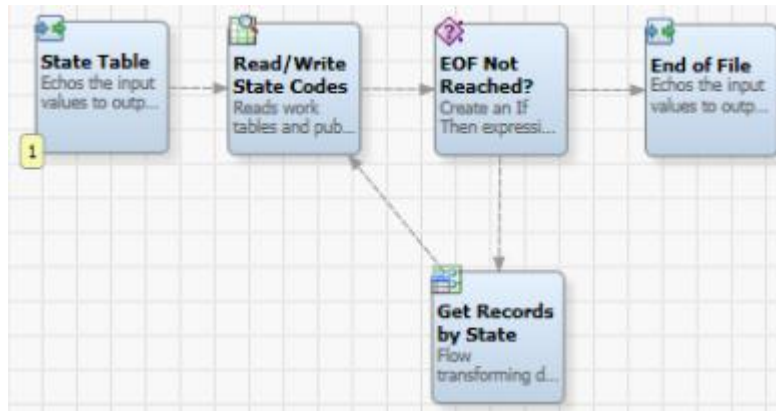 State Table
Echos the input
values to outp...
1
Read/Write
State Codes
Reads work
tables and pub...
EOF Not
Reached?
Create an If
Then expressi...
End of File
Echos the input
values to outp...
Get Records
by State
Flow
transforming d...